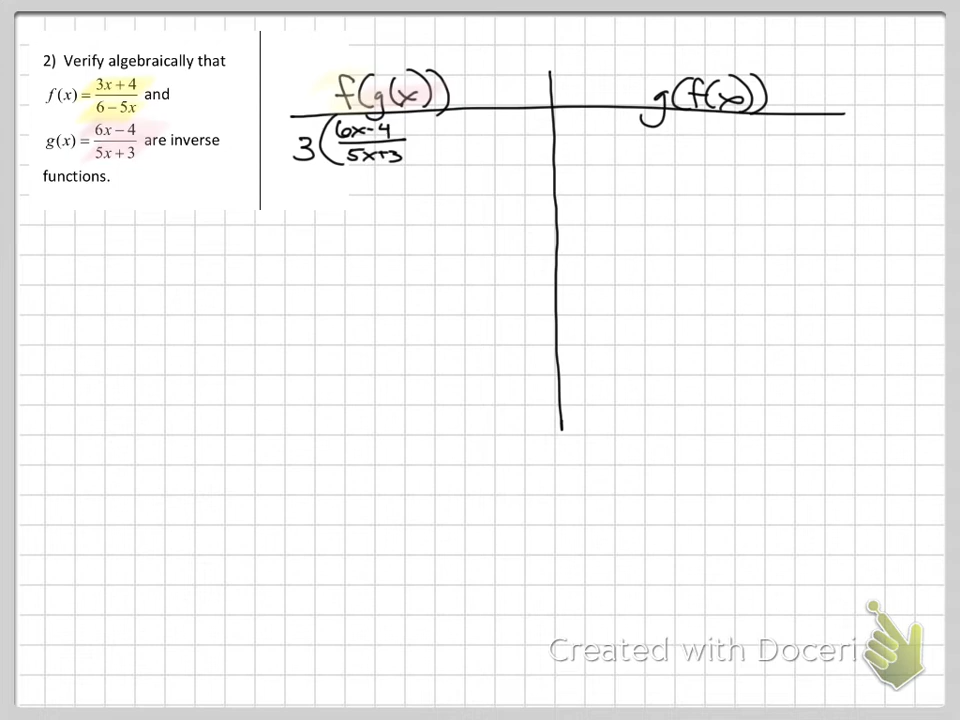 2) Verify algebraically that
f(x) = (3x + 4)/(6 − 5x) and
g(x) = (6x − 4)/(5x + 3) are inverse
functions.
f(g(x)) g(f(x))
3 ( 6x-4
5x+3
Created with Doceri